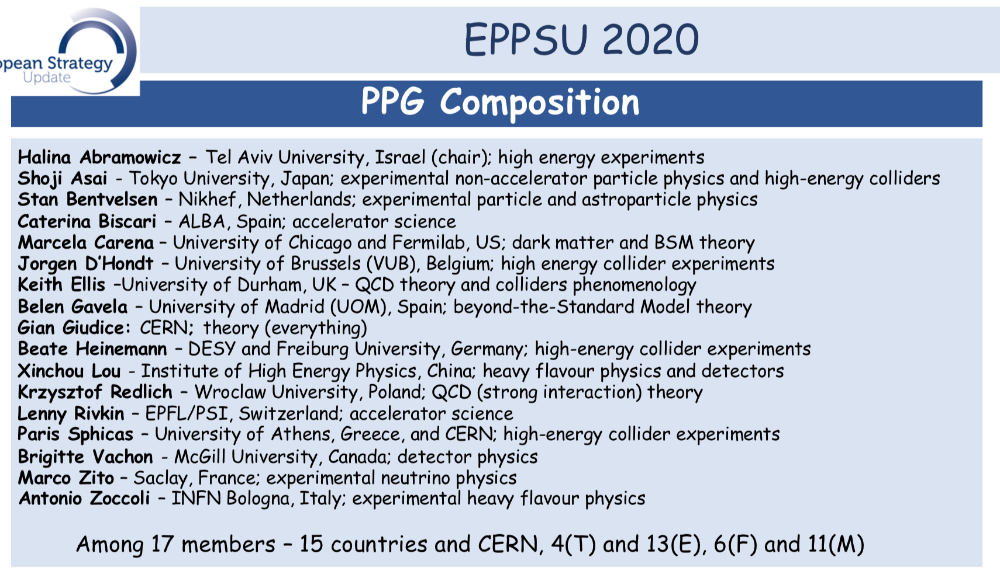 EPPSU 2020
opean Strategy
Update
PPG Composition
Halina Abramowicz – Tel Aviv University, Israel (chair); high energy experiments
Shoji Asai - Tokyo University, Japan; experimental non-accelerator particle physics and high-energy colliders
Stan Bentvelsen – Nikhef, Netherlands; experimental particle and astroparticle physics
Caterina Biscari – ALBA, Spain; accelerator science
Marcela Carena – University of Chicago and Fermilab, US; dark matter and BSM theory
Jorgen D'Hondt – University of Brussels (VUB), Belgium; high energy collider experiments
Keith Ellis –University of Durham, UK – QCD theory and colliders phenomenology
Belen Gavela – University of Madrid (UOM), Spain; beyond-the-Standard Model theory
Gian Giudice: CERN; theory (everything)
Beate Heinemann – DESY and Freiburg University, Germany; high-energy collider experiments
Xinchou Lou - Institute of High Energy Physics, China; heavy flavour physics and detectors
Krzysztof Redlich – Wroclaw University, Poland; QCD (strong interaction) theory
Lenny Rivkin – EPFL/PSI, Switzerland; accelerator science
Paris Sphicas – University of Athens, Greece, and CERN; high-energy collider experiments
Brigitte Vachon - McGill University, Canada; detector physics
Marco Zito – Saclay, France; experimental neutrino physics
Antonio Zoccoli – INFN Bologna, Italy; experimental heavy flavour physics
Among 17 members – 15 countries and CERN, 4(T) and 13(E), 6(F) and 11(M)